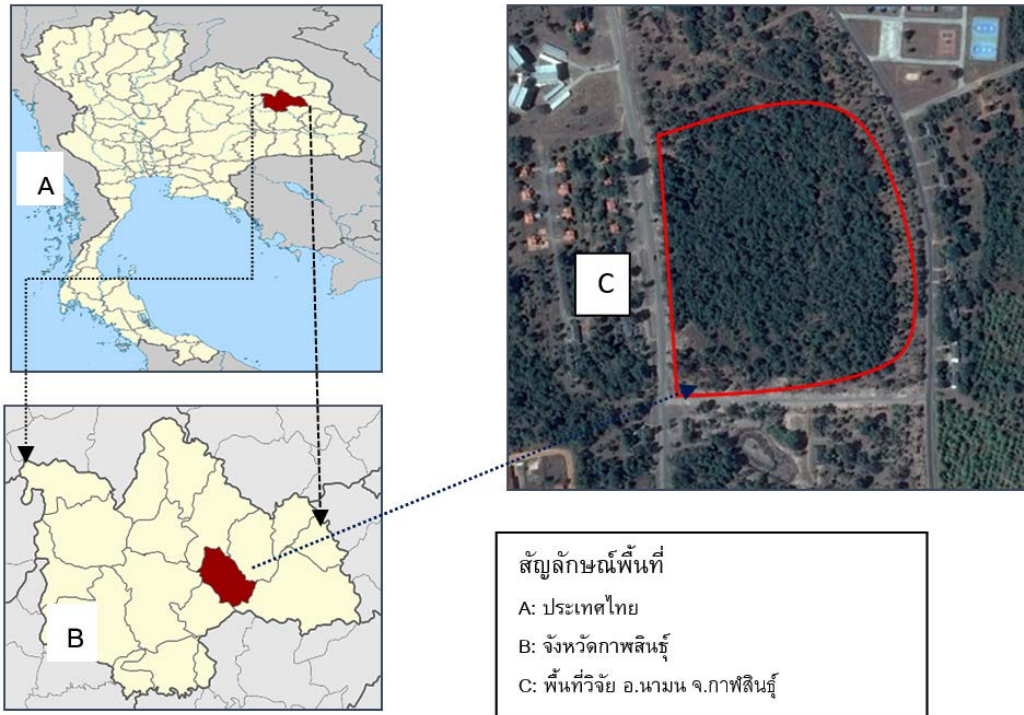 A
C
B
สัญลักษณ์พื้นที่
A: ประเทศไทย
B: จังหวัดกาพสินธุ์
C: พื้นที่วิจัย อ.นามน จ.กาฬสินธุ์